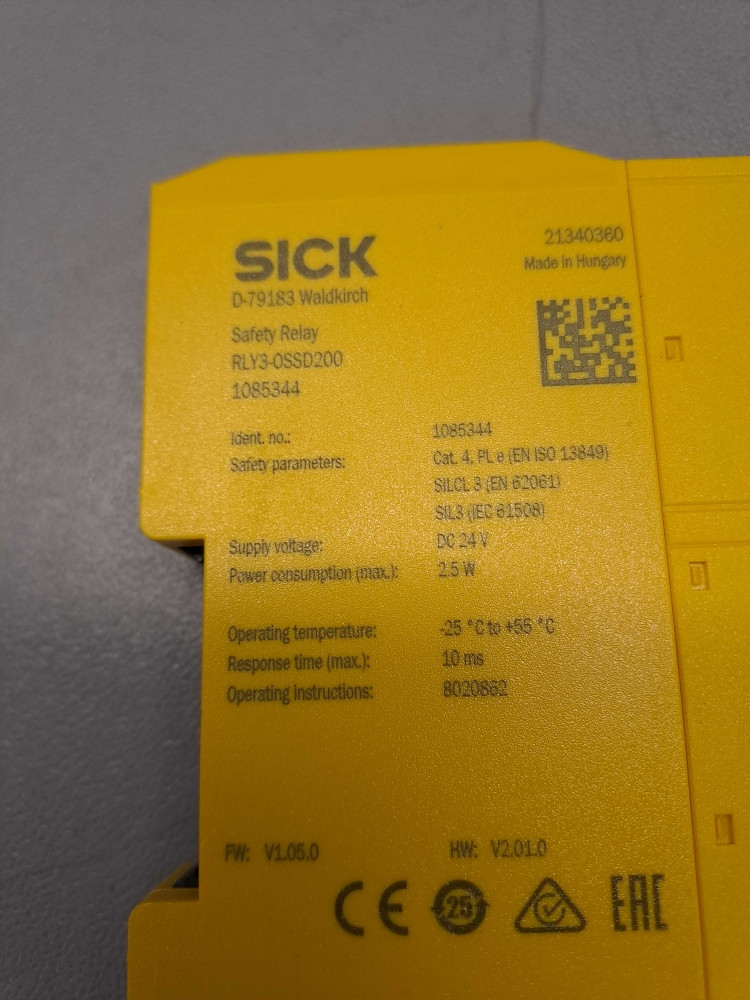 SICK
D-79183 Waldkirch
21340360
Made in Hungary
Safety Relay
RLY3-OSSD200
1085344
Ident. no.: 1085344
Safety parameters: Cat. 4, PL e (EN ISO 13849)
SILCL 3 (EN 62061)
SIL3 (IEC 61508)
Supply voltage: DC 24 V
Power consumption (max.): 2.5 W
Operating temperature: -25 °C to +55 °C
Response time (max.): 10 ms
Operating instructions: 8020862
FW: V1.05.0 HW: V2.01.0
CE 25 EAC